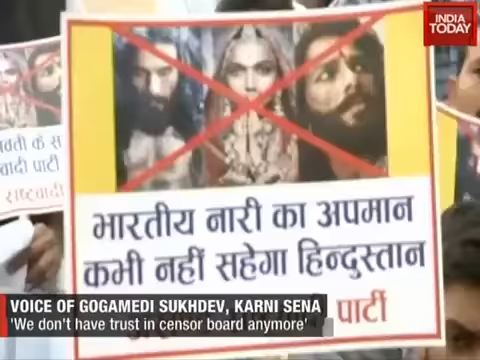 INDIA
TODAY
वादी पार्टी
भारतीय नारी का अपमान
कभी नहीं सहेगा हिन्दुस्तान
पार्टी
VOICE OF GOGAMEDI SUKHDEV, KARNI SENA
'We don't have trust in censor board anymore'